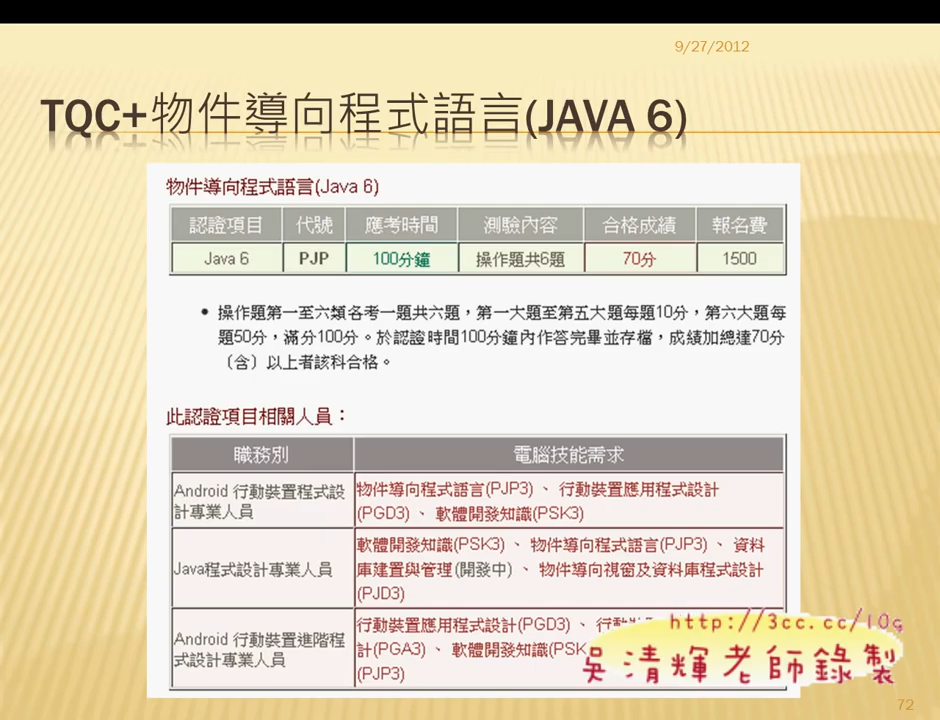 9/27/2012
TQC+物件導向程式語言(JAVA 6)
物件導向程式語言(Java 6)
認證項目 代號 應考時間 測驗內容 合格成績 報名費
Java 6 PJP 100分鐘 操作題共6題 70分 1500
• 操作題第一至六類各考一題共六題，第一大題至第五大題每題10分，第六大題每
題50分，滿分100分。於認證時間100分鐘內作答完畢並存檔，成績加總達70分
（含）以上者該科合格。
此認證項目相關人員：
職務別 電腦技能需求
Android 行動裝置程式設
計專業人員
物件導向程式語言(PJP3) 、 行動裝置應用程式設計
(PGD3) 、 軟體開發知識(PSK3)
Java程式設計專業人員
軟體開發知識(PSK3) 、 物件導向程式語言(PJP3) 、 資料
庫建置與管理(開發中) 、 物件導向視窗及資料庫程式設計
(PJD3)
Android 行動裝置進階程
式設計專業人員
行動裝置應用程式設計(PGD3) 、 行動
計(PGA3) 、 軟體開發知識(PSK
(PJP3)
http://3cc.cc/10g
吳清輝老師錄製
72